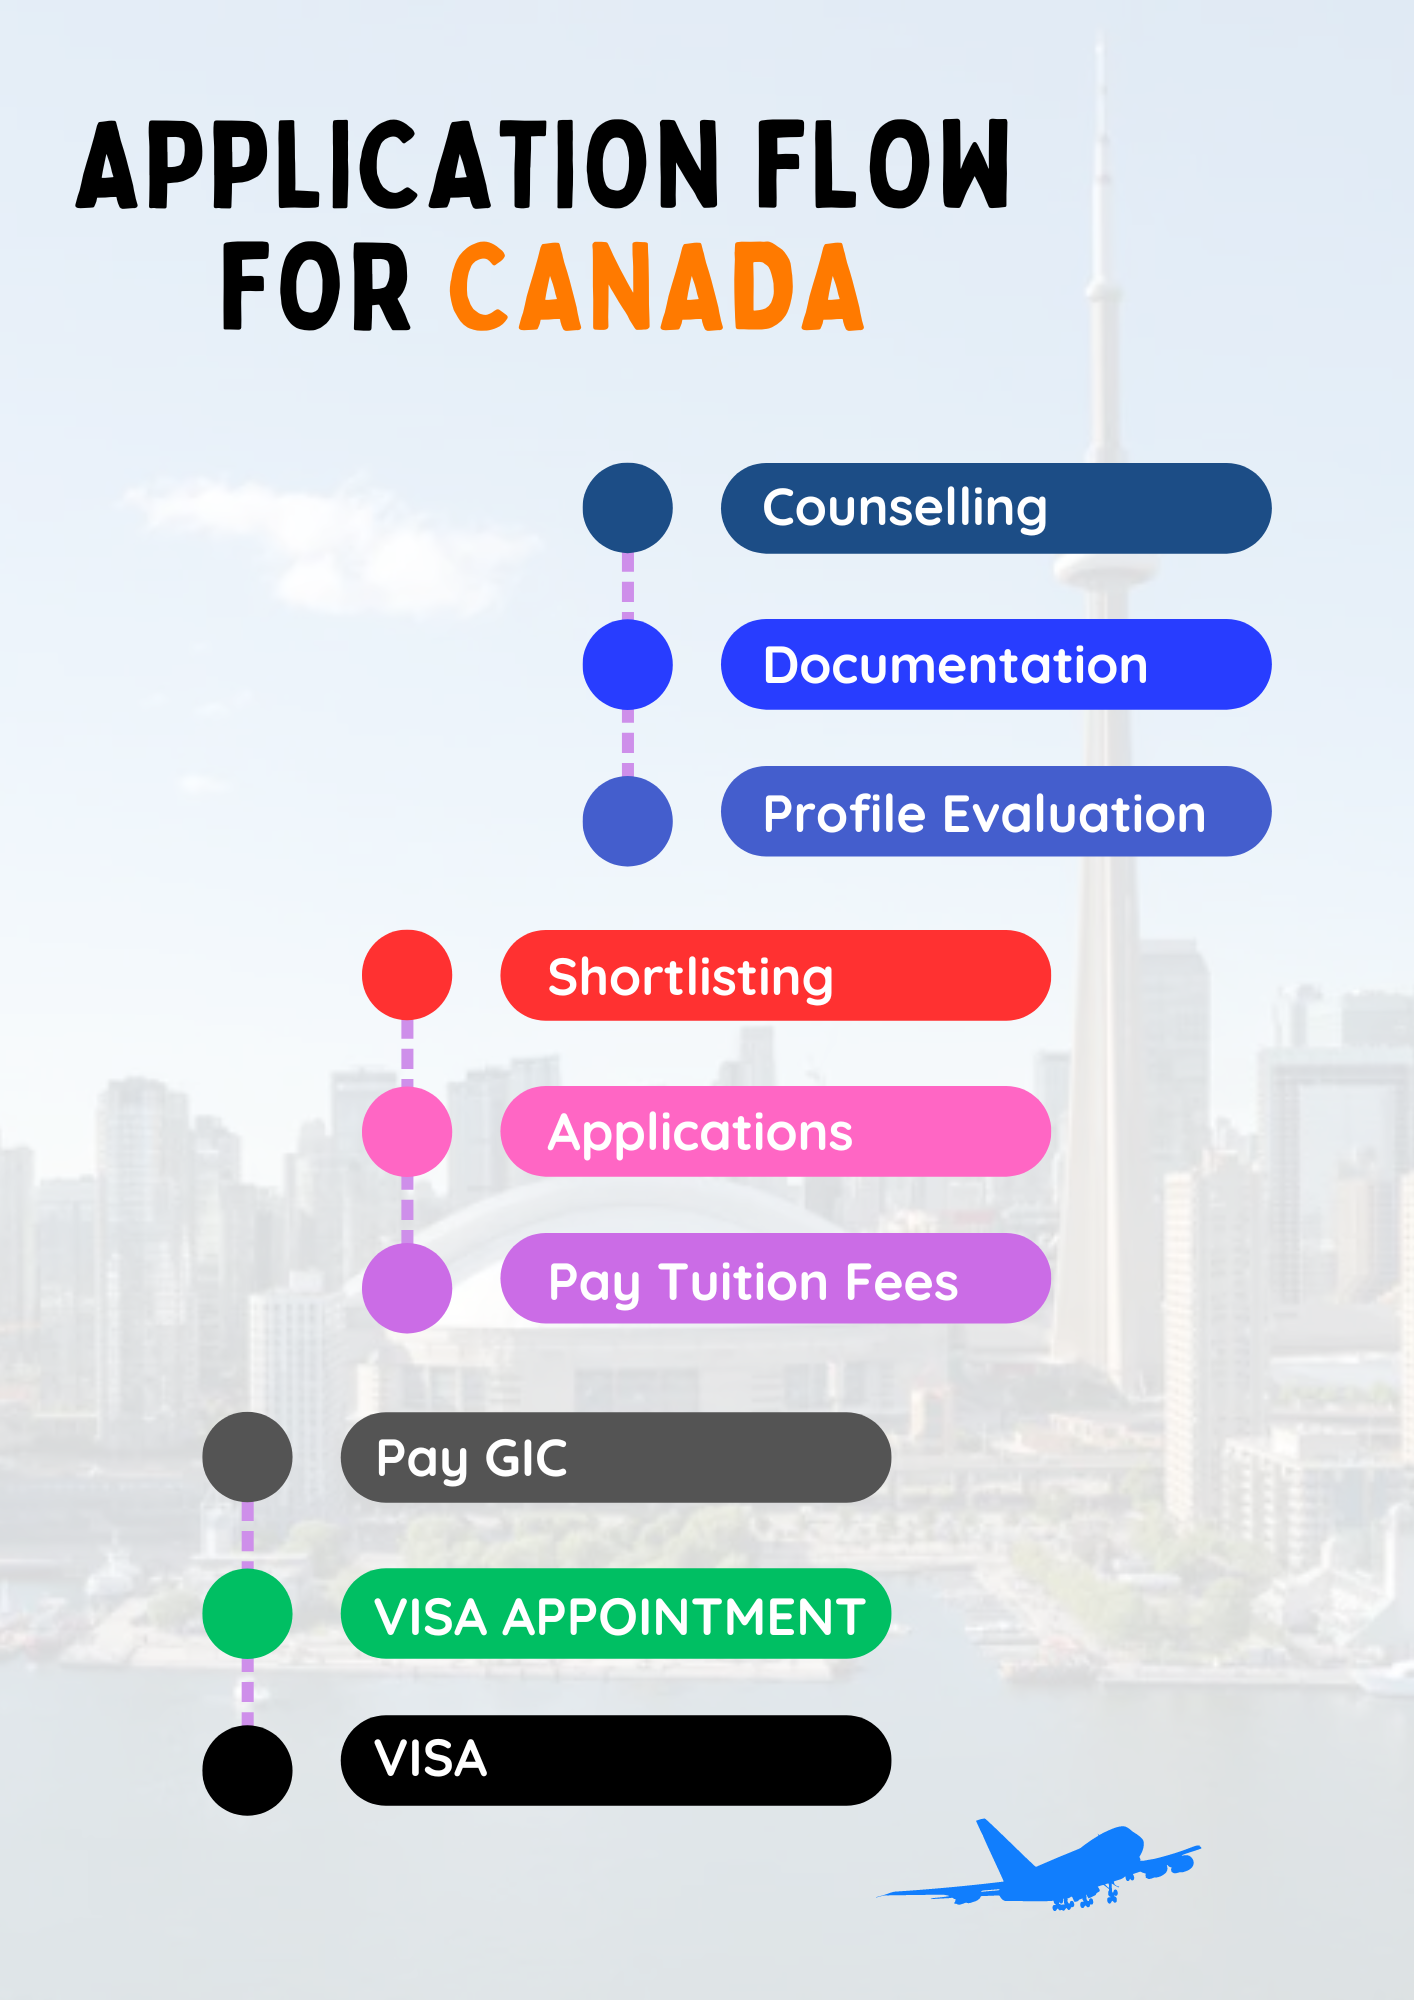 APPLICATION FLOW
FOR CANADA
Counselling
Documentation
Profile Evaluation
Shortlisting
Applications
Pay Tuition Fees
Pay GIC
VISA APPOINTMENT
VISA